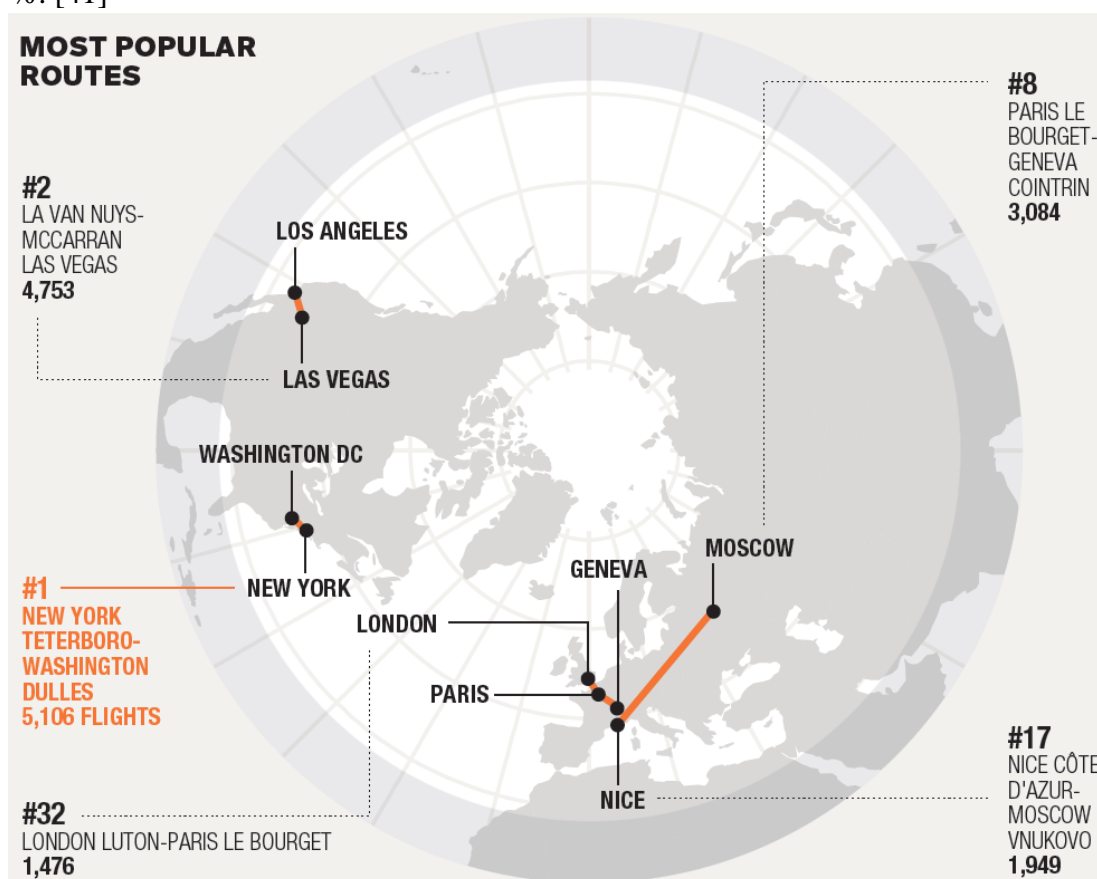 MOST POPULAR
ROUTES
#2
LA VAN NUYS-
MCCARRAN
LAS VEGAS
4,753
#8
PARIS LE
BOURGET-
GENEVA
COINTRIN
3,084
LOS ANGELES
LAS VEGAS
WASHINGTON DC
NEW YORK
#1
NEW YORK
TETERBORO-
WASHINGTON
DULLES
5,106 FLIGHTS
MOSCOW
GENEVA
LONDON
PARIS
NICE
#32
LONDON LUTON-PARIS LE BOURGET
1,476
#17
NICE CÔTE
D'AZUR-
MOSCOW
VNUKOVO
1,949